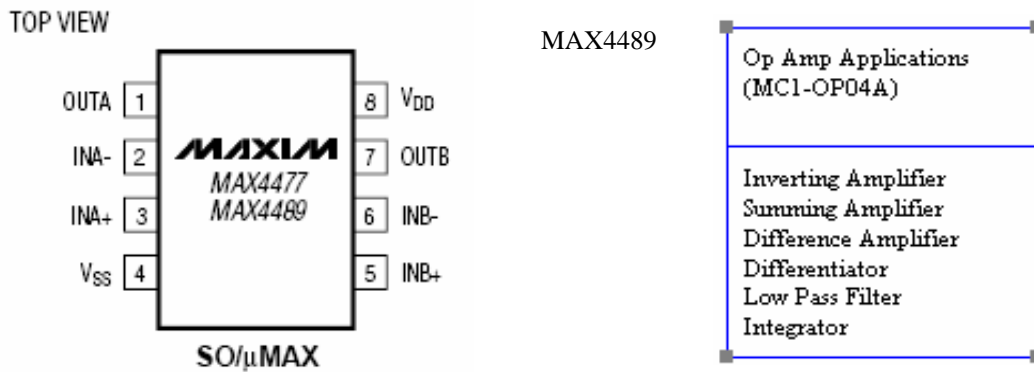 TOP VIEW
OUTA 1
INA- 2
INA+ 3
VSS 4
8 VDD
7 OUTB
6 INB-
5 INB+
MAXIM
MAX4477
MAX4489
SO/μMAX
MAX4489
Op Amp Applications
(MC1-OP04A)
Inverting Amplifier
Summing Amplifier
Difference Amplifier
Differentiator
Low Pass Filter
Integrator